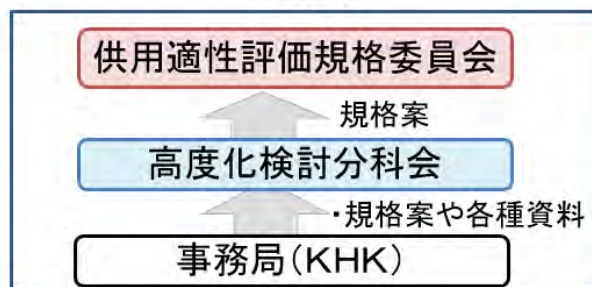 供用適性評価規格委員会
規格案
高度化検討分科会
・規格案や各種資料
事務局（KHK）